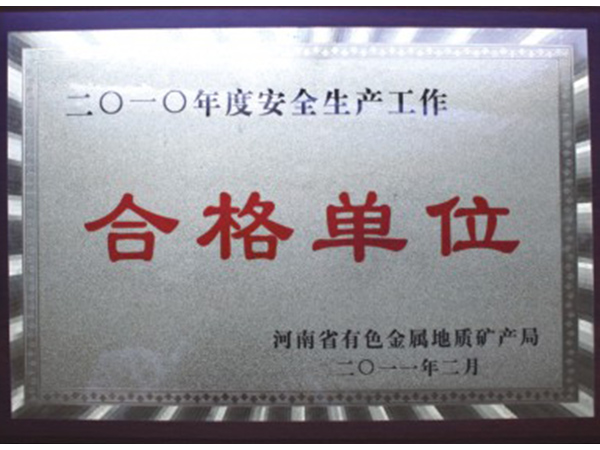 二〇一〇年度安全生产工作
合格单位
河南省有色金属地质矿产局
二〇一一年二月